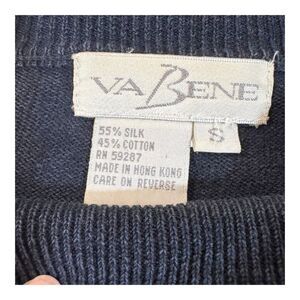 VA BENE
S
55% SILK
45% COTTON
RN 59287
MADE IN HONG KONG
CARE ON REVERSE